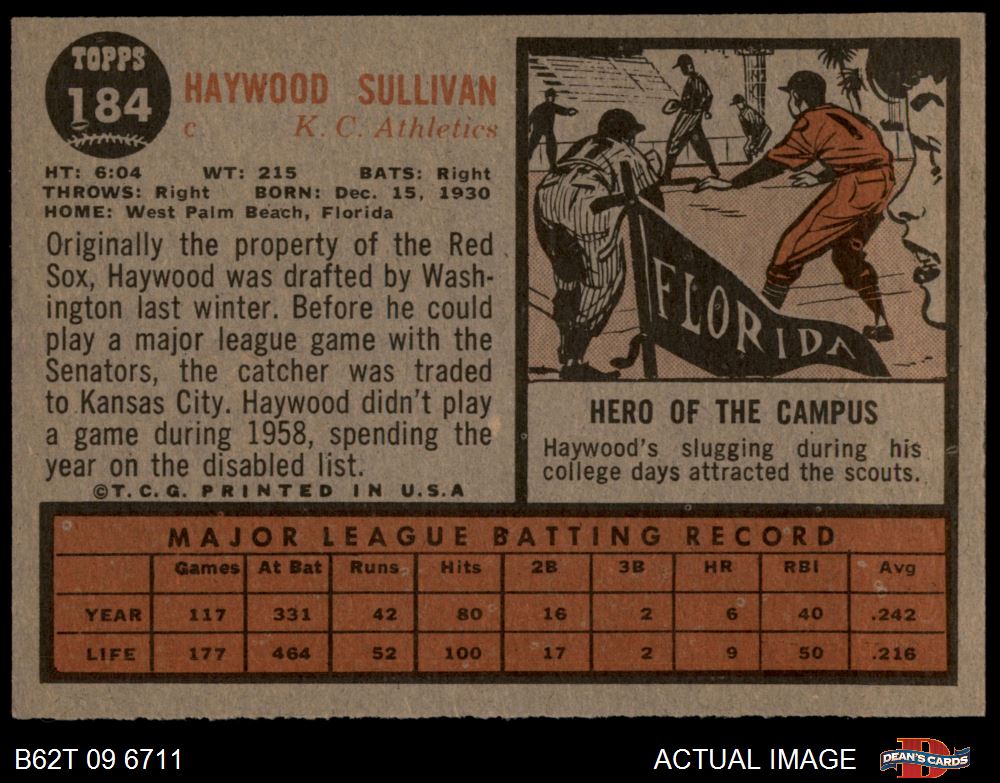 TOPPS
184
HAYWOOD SULLIVAN
C K. C. Athletics
HT: 6:04 WT: 215 BATS: Right
THROWS: Right BORN: Dec. 15, 1930
HOME: West Palm Beach, Florida
Originally the property of the Red
Sox, Haywood was drafted by Wash-
ington last winter. Before he could
play a major league game with the
Senators, the catcher was traded
to Kansas City. Haywood didn't play
a game during 1958, spending the
year on the disabled list.
©T.C.G. PRINTED IN U.S.A
FLORIDA
HERO OF THE CAMPUS
Haywood's slugging during his
college days attracted the scouts.
MAJOR LEAGUE BATTING RECORD
Games At Bat Runs Hits 2B 3B HR RBI Avg
YEAR 117 331 42 80 16 2 6 40 .242
LIFE 177 464 52 100 17 2 9 50 .216
B62T 09 6711 ACTUAL IMAGE D DEAN'S CARDS